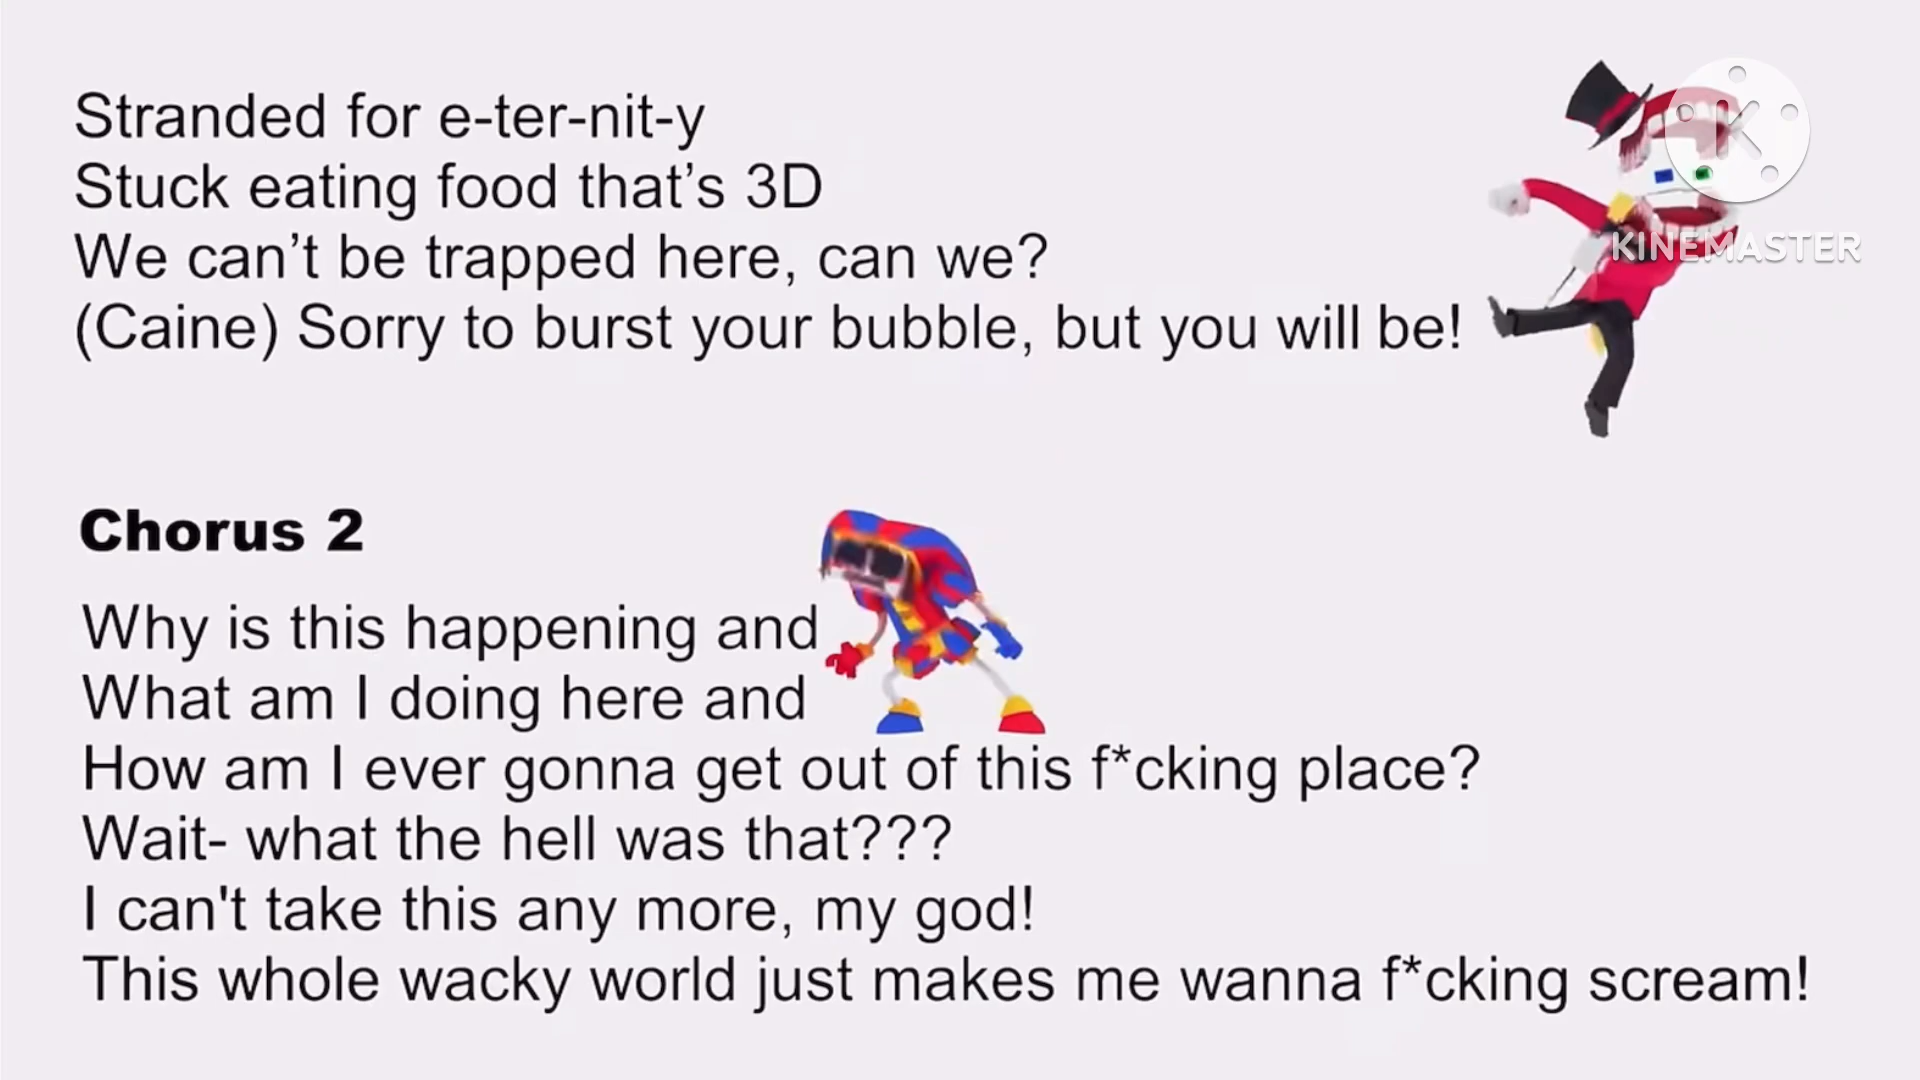 Stranded for e-ter-nit-y
Stuck eating food that’s 3D
We can’t be trapped here, can we?
(Caine) Sorry to burst your bubble, but you will be!
K
KINEMASTER
Chorus 2
Why is this happening and
What am I doing here and
How am I ever gonna get out of this f*cking place?
Wait- what the hell was that???
I can't take this any more, my god!
This whole wacky world just makes me wanna f*cking scream!